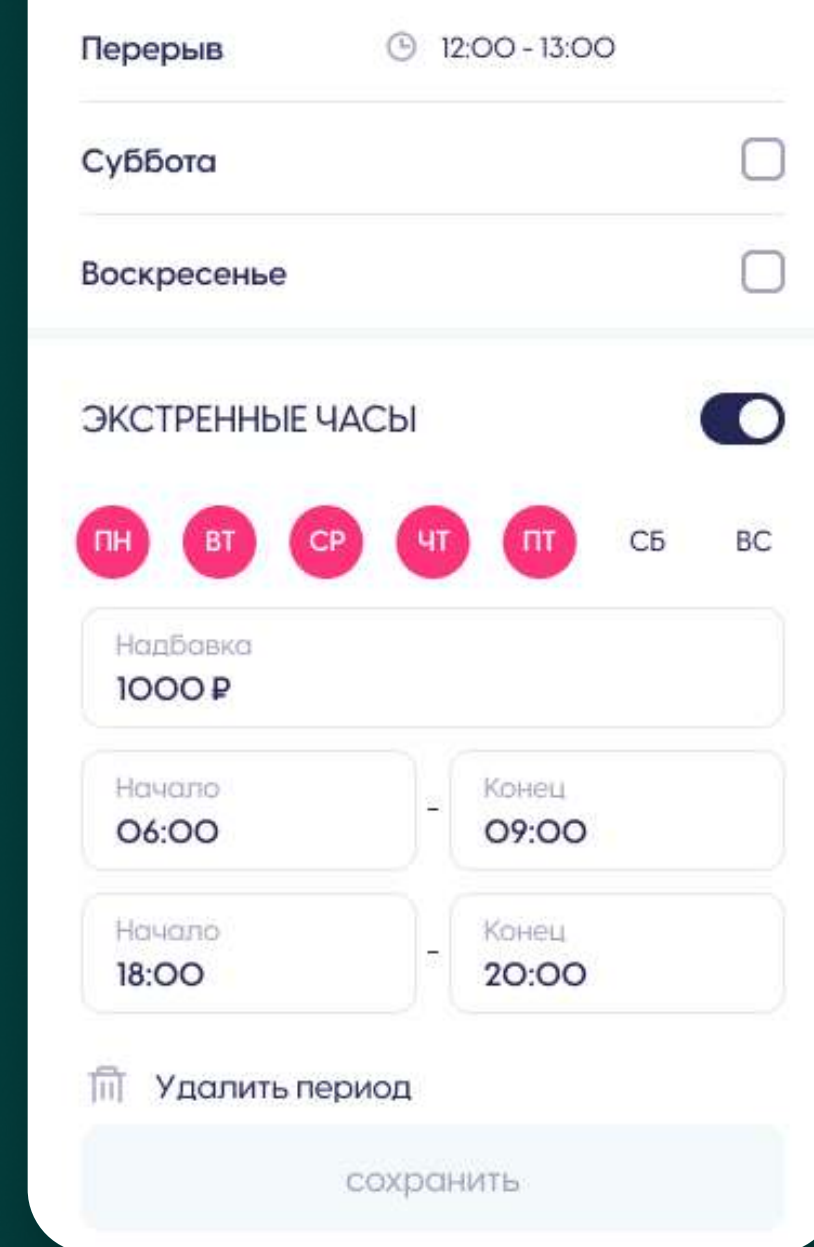 Перерыв 12:00 - 13:00
Суббота
Воскресенье
ЭКСТРЕННЫЕ ЧАСЫ
ПН ВТ СР ЧТ ПТ СБ ВС
Надбавка
1000 ₽
Начало Конец
06:00 - 09:00
Начало Конец
18:00 - 20:00
Удалить период
сохранить